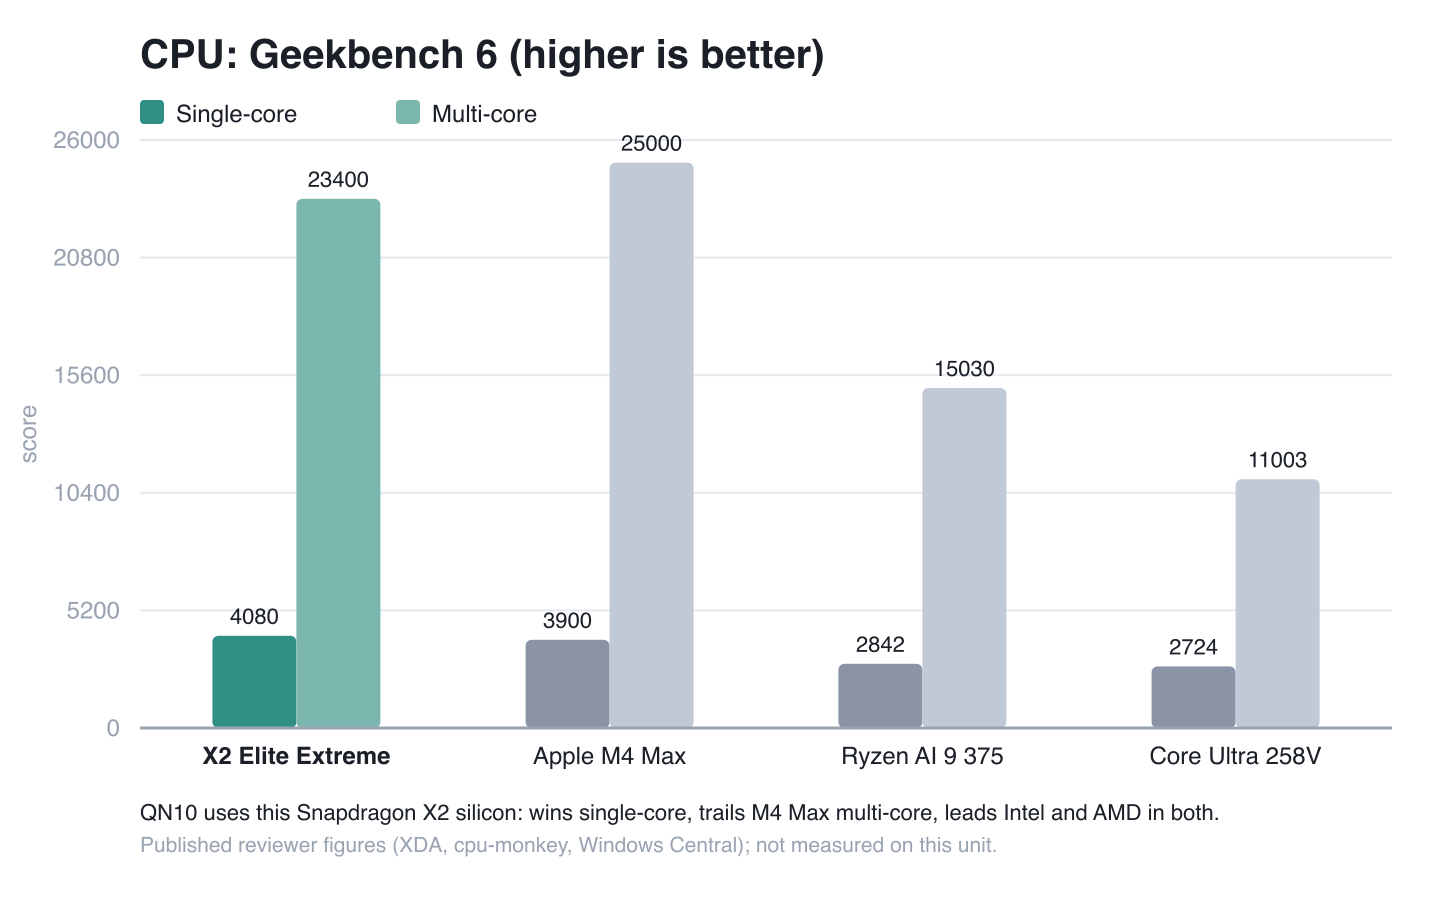 CPU: Geekbench 6 (higher is better)
Single-core Multi-core
26000
20800
15600
10400
5200
0
score
4080
23400
3900
25000
2842
15030
2724
11003
X2 Elite Extreme
Apple M4 Max
Ryzen AI 9 375
Core Ultra 258V
QN10 uses this Snapdragon X2 silicon: wins single-core, trails M4 Max multi-core, leads Intel and AMD in both.
Published reviewer figures (XDA, cpu-monkey, Windows Central); not measured on this unit.